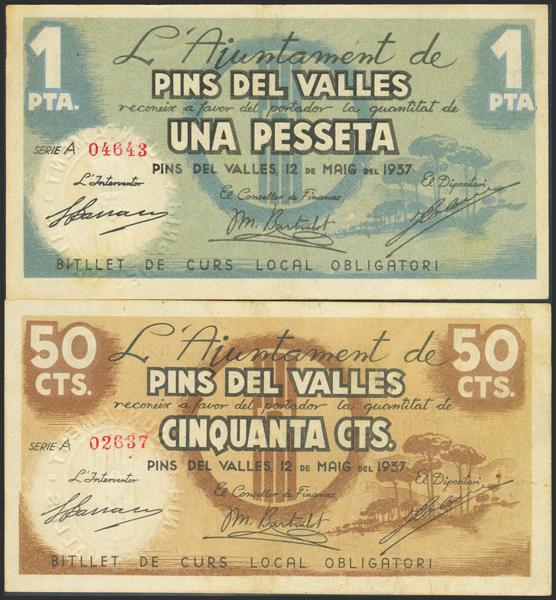 1 PTA.
L'Ajuntament de
1 PTA.
PINS DEL VALLES
reconeix a favor del portador la quantitat de
UNA PESSETA
SERIE A 04643
PINS DEL VALLES, 12 DE MAIG DEL 1937
L'Interventor
El Conseller de Finances
El Dipositari
BITLLET DE CURS LOCAL OBLIGATORI
50 CTS.
L'Ajuntament de
50 CTS.
PINS DEL VALLES
reconeix a favor del portador la quantitat de
CINQUANTA CTS.
SERIE A 02637
PINS DEL VALLES, 12 DE MAIG DEL 1937
L'Interventor
El Conseller de Finances
El Dipositari
BITLLET DE CURS LOCAL OBLIGATORI